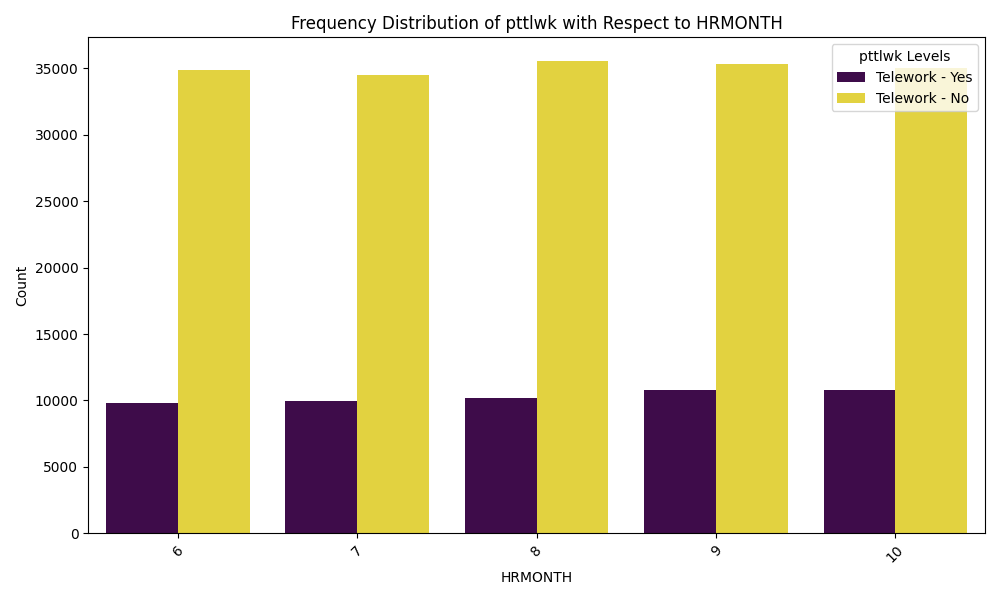 Frequency Distribution of pttlwk with Respect to HRMONTH
pttlwk Levels
Telework - Yes
Telework - No
Count
35000
30000
25000
20000
15000
10000
5000
0
6
7
8
9
10
HRMONTH